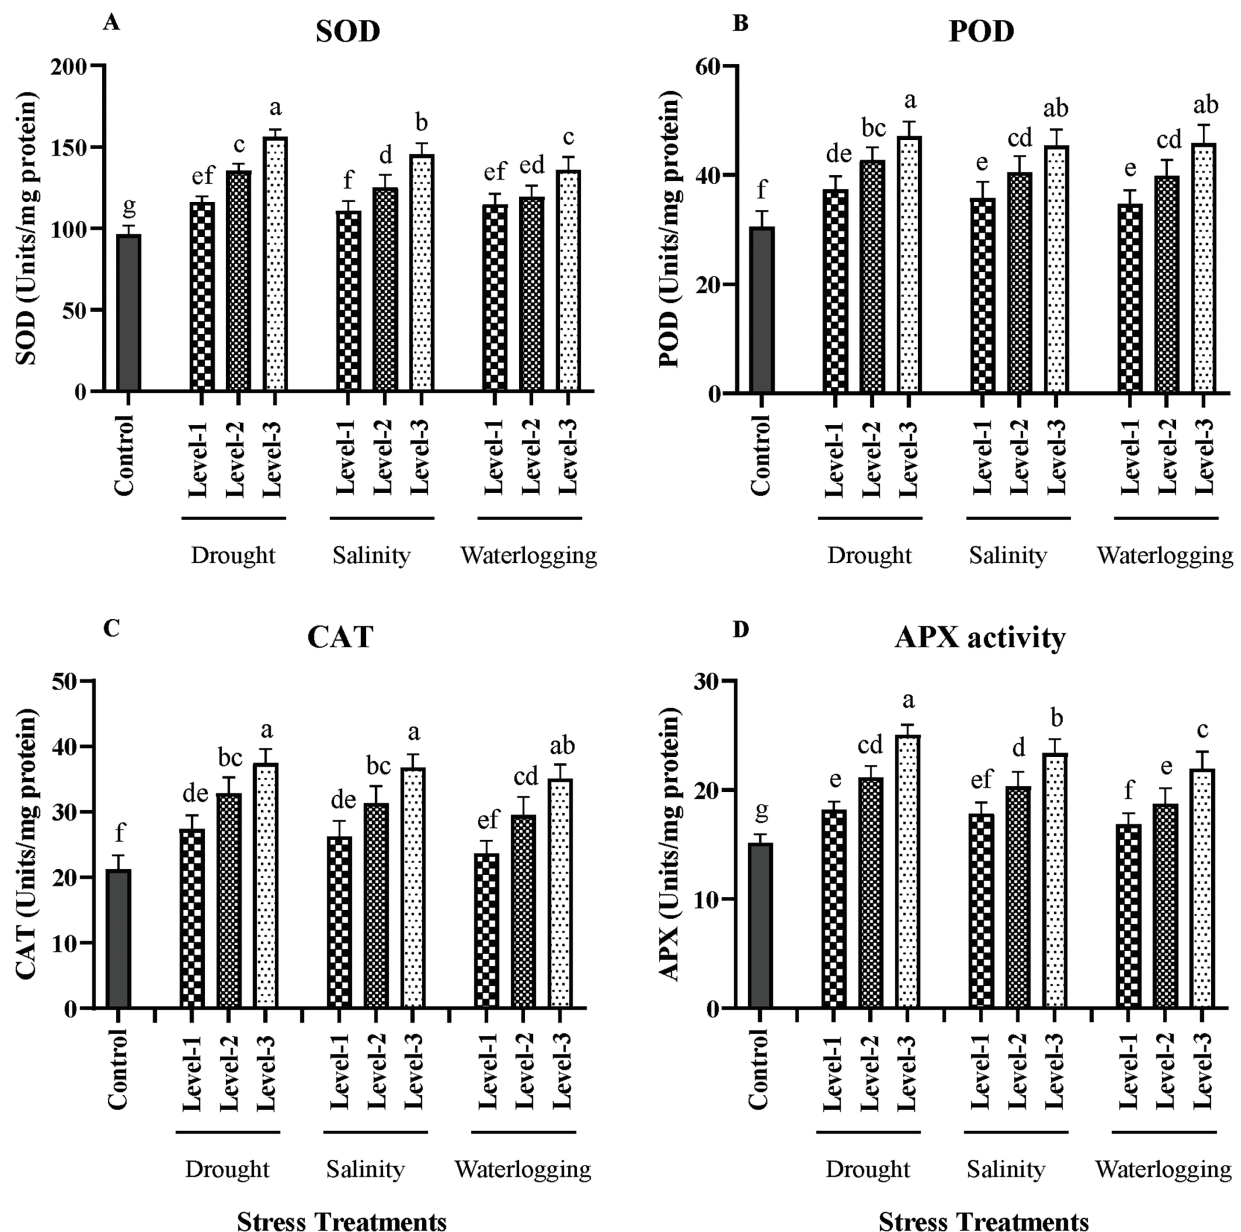 A
SOD
SOD (Units/mg protein)
200
150
100
50
0
g
ef
c
a
f
d
b
ef
ed
c
Control
Level-1
Level-2
Level-3
Level-1
Level-2
Level-3
Level-1
Level-2
Level-3
Drought
Salinity
Waterlogging
B
POD
POD (Units/mg protein)
60
40
20
0
f
de
bc
a
e
cd
ab
e
cd
ab
Control
Level-1
Level-2
Level-3
Level-1
Level-2
Level-3
Level-1
Level-2
Level-3
Drought
Salinity
Waterlogging
C
CAT
CAT (Units/mg protein)
50
40
30
20
10
0
f
de
bc
a
de
bc
a
ef
cd
ab
Control
Level-1
Level-2
Level-3
Level-1
Level-2
Level-3
Level-1
Level-2
Level-3
Drought
Salinity
Waterlogging
Stress Treatments
D
APX activity
APX (Units/mg protein)
30
20
10
0
g
e
cd
a
ef
d
b
f
e
c
Control
Level-1
Level-2
Level-3
Level-1
Level-2
Level-3
Level-1
Level-2
Level-3
Drought
Salinity
Waterlogging
Stress Treatments